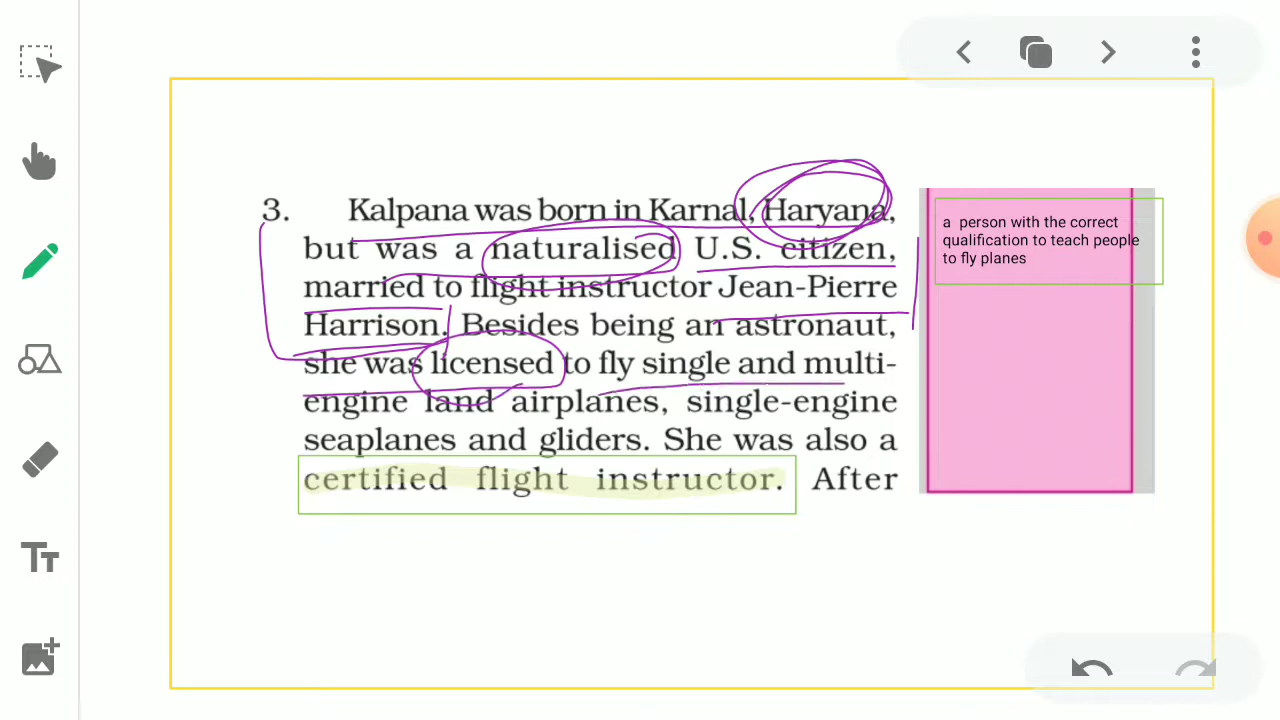 3. Kalpana was born in Karnal, Haryana,
but was a naturalised U.S. citizen,
married to flight instructor Jean-Pierre
Harrison. Besides being an astronaut,
she was licensed to fly single and multi-
engine land airplanes, single-engine
seaplanes and gliders. She was also a
certified flight instructor. After
a person with the correct
qualification to teach people
to fly planes
TT